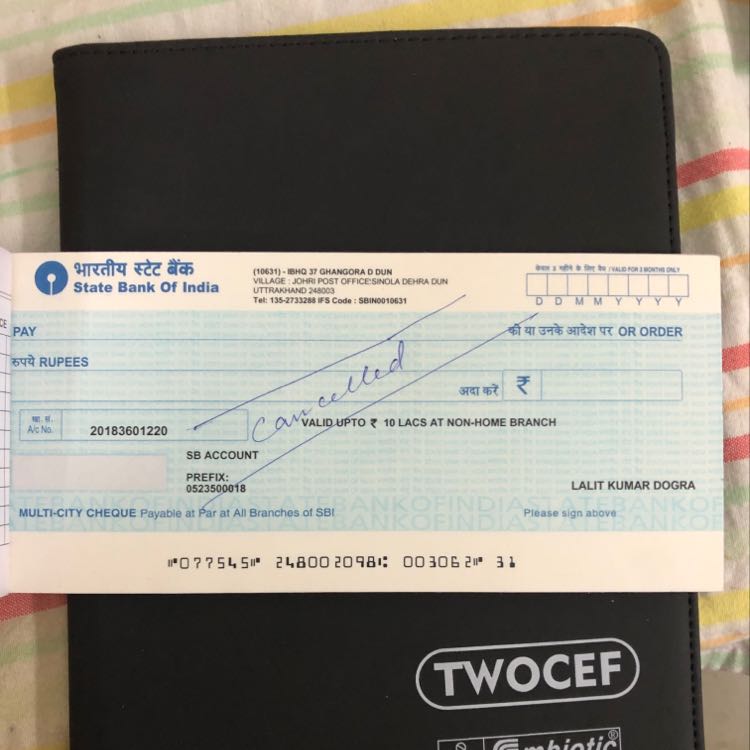 भारतीय स्टेट बैंक
State Bank Of India
(10631) - IBHQ 37 GHANGORA D DUN
VILLAGE : JOHRI POST OFFICE:SINOLA DEHRA DUN
UTTRAKHAND 248003
Tel: 135-2733288 IFS Code : SBIN0010631
केवल 3 महीने के लिए वैध / VALID FOR 3 MONTHS ONLY
D D M M Y Y Y Y
PAY
की या उनके आदेश पर OR ORDER
रुपये RUPEES
अदा करें ₹
Cancelled
खा. सं.
A/c No.
20183601220
VALID UPTO ₹ 10 LACS AT NON-HOME BRANCH
SB ACCOUNT
PREFIX:
0523500018
LALIT KUMAR DOGRA
MULTI-CITY CHEQUE Payable at Par at All Branches of SBI
Please sign above
⑈077545⑈ 248002098⑆ 003062⑈ 31
TWOCEF